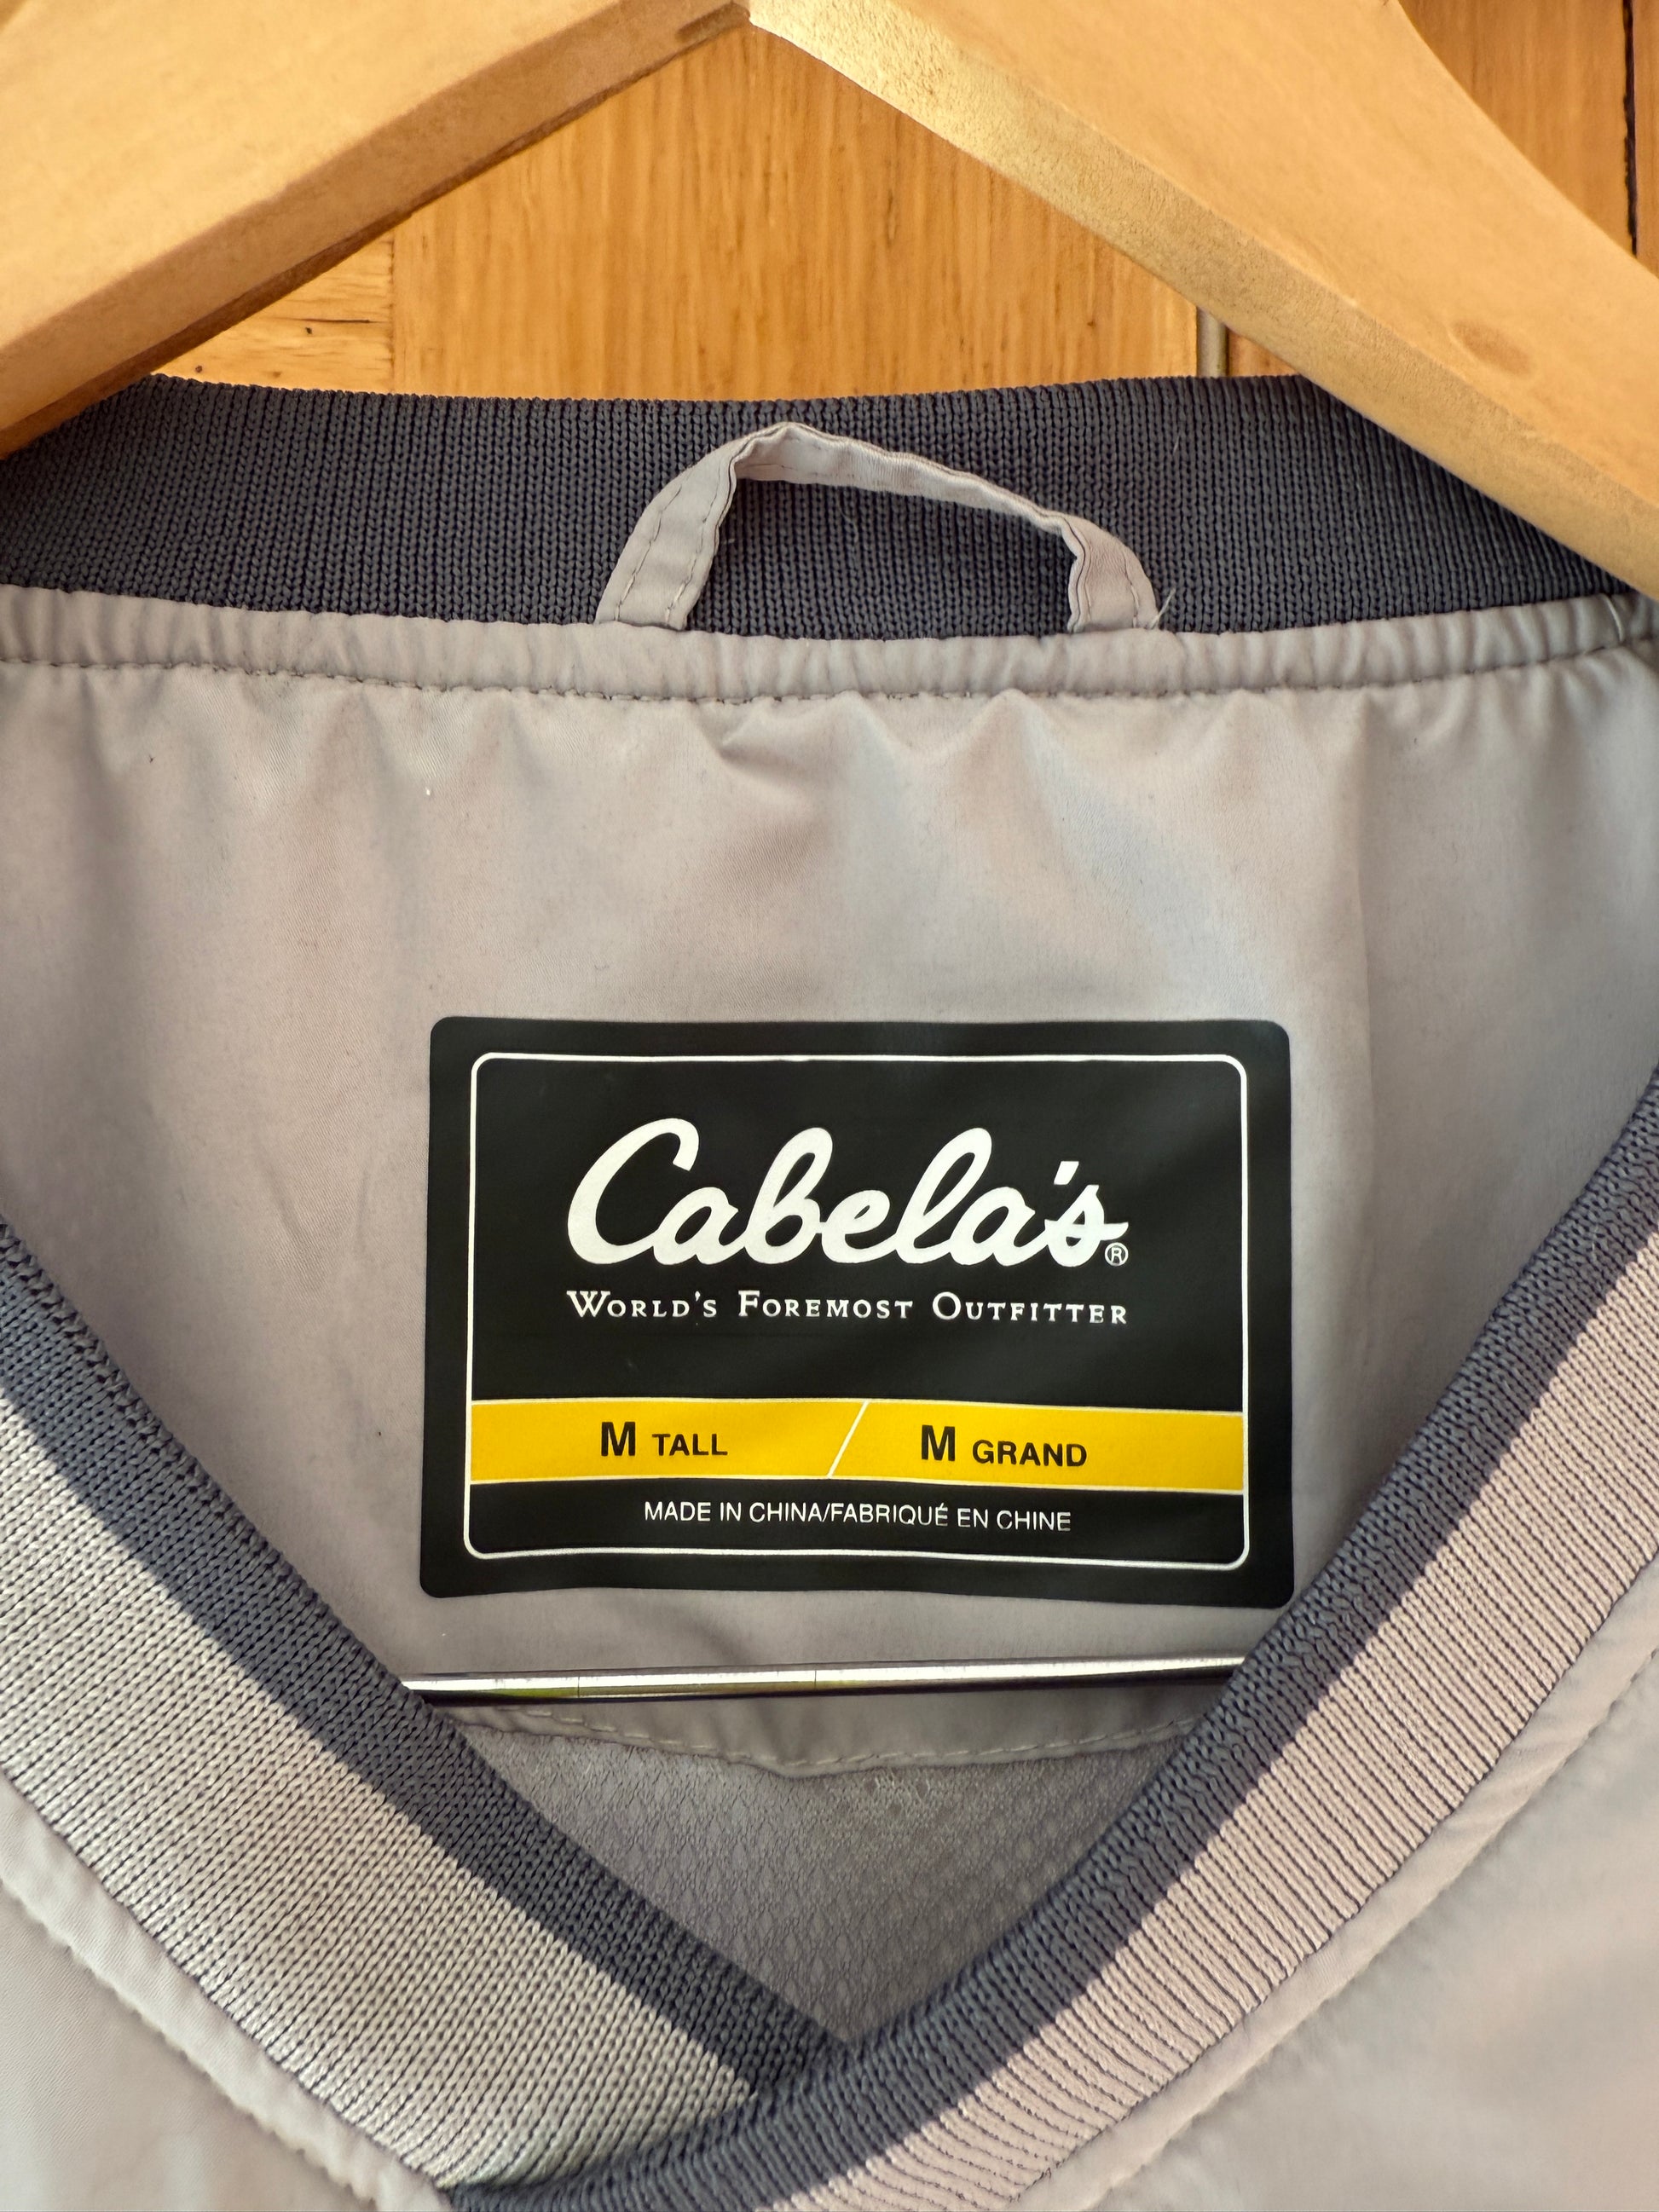 Cabela's®
WORLD'S FOREMOST OUTFITTER
M TALL / M GRAND
MADE IN CHINA/FABRIQUÉ EN CHINE